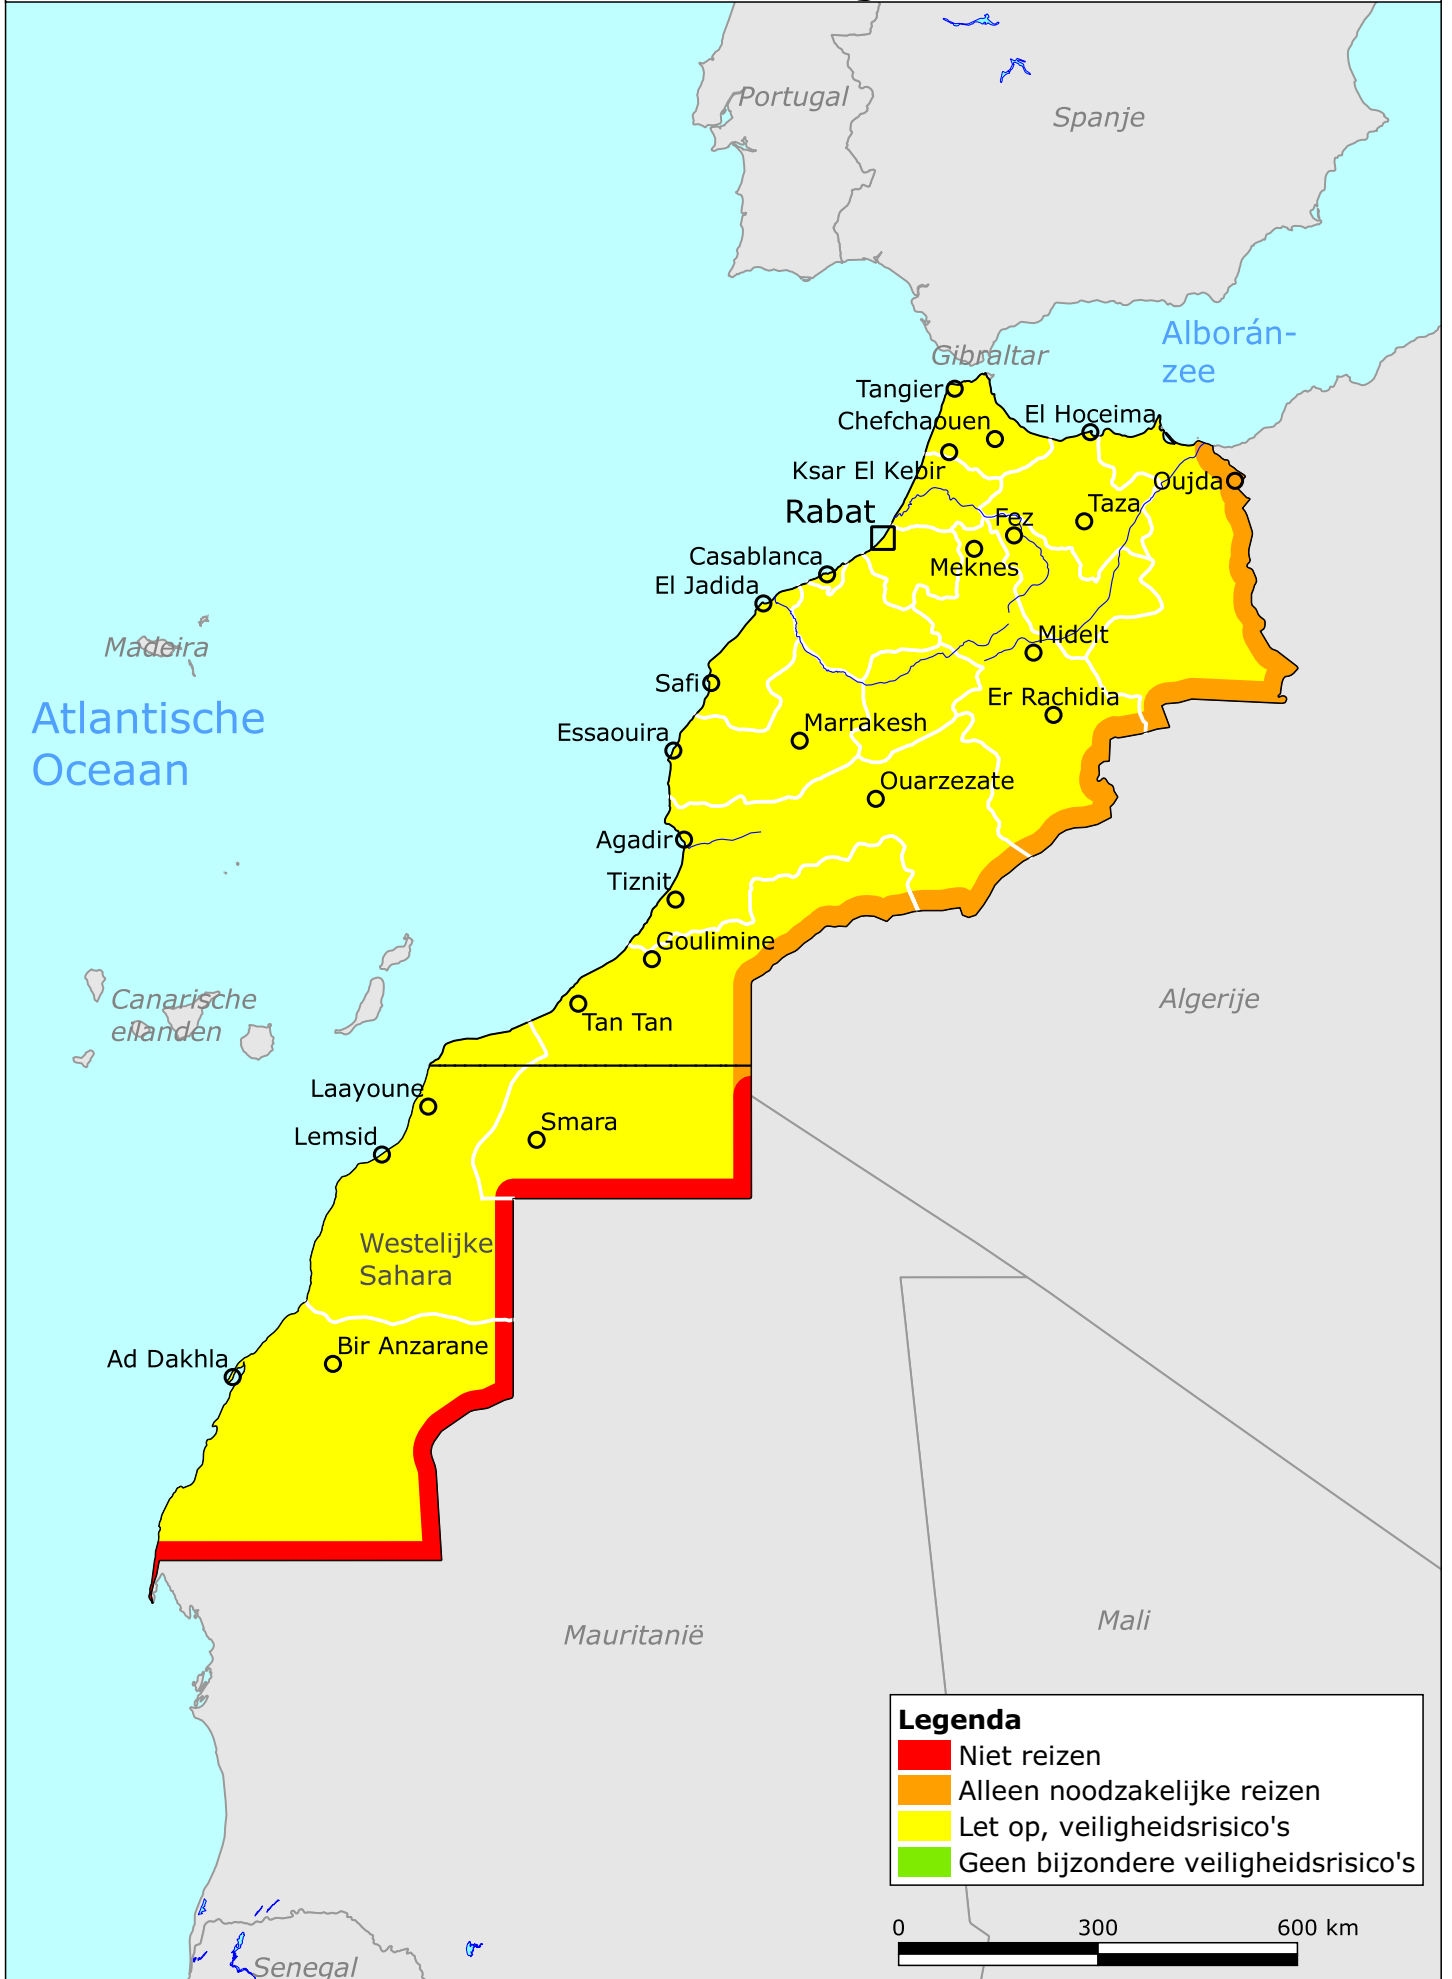 Portugal
Spanje
Alborán-
zee
Gibraltar
Tangier
Chefchaouen
El Hoceima
Ksar El Kebir
Oujda
Rabat
Fez
Taza
Casablanca
Meknes
El Jadida
Midelt
Madeira
Safi
Er Rachidia
Atlantische
Oceaan
Essaouira
Marrakesh
Ouarzezate
Agadir
Tiznit
Goulimine
Canarische
eilanden
Algerije
Tan Tan
Laayoune
Smara
Lemsid
Westelijke
Sahara
Ad Dakhla
Bir Anzarane
Mauritanië
Mali
Legenda
Niet reizen
Alleen noodzakelijke reizen
Let op, veiligheidsrisico's
Geen bijzondere veiligheidsrisico's
0 300 600 km
Senegal